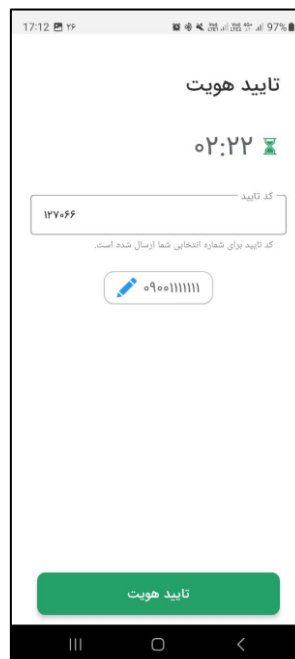 17:12 ۲۶ 97%
تایید هویت
۰۲:۲۲
کد تایید
۱۲۷۰۶۶
کد تایید برای شماره انتخابی شما ارسال شده است.
۰۹۰۰۱۱۱۱۱۱۱
تایید هویت